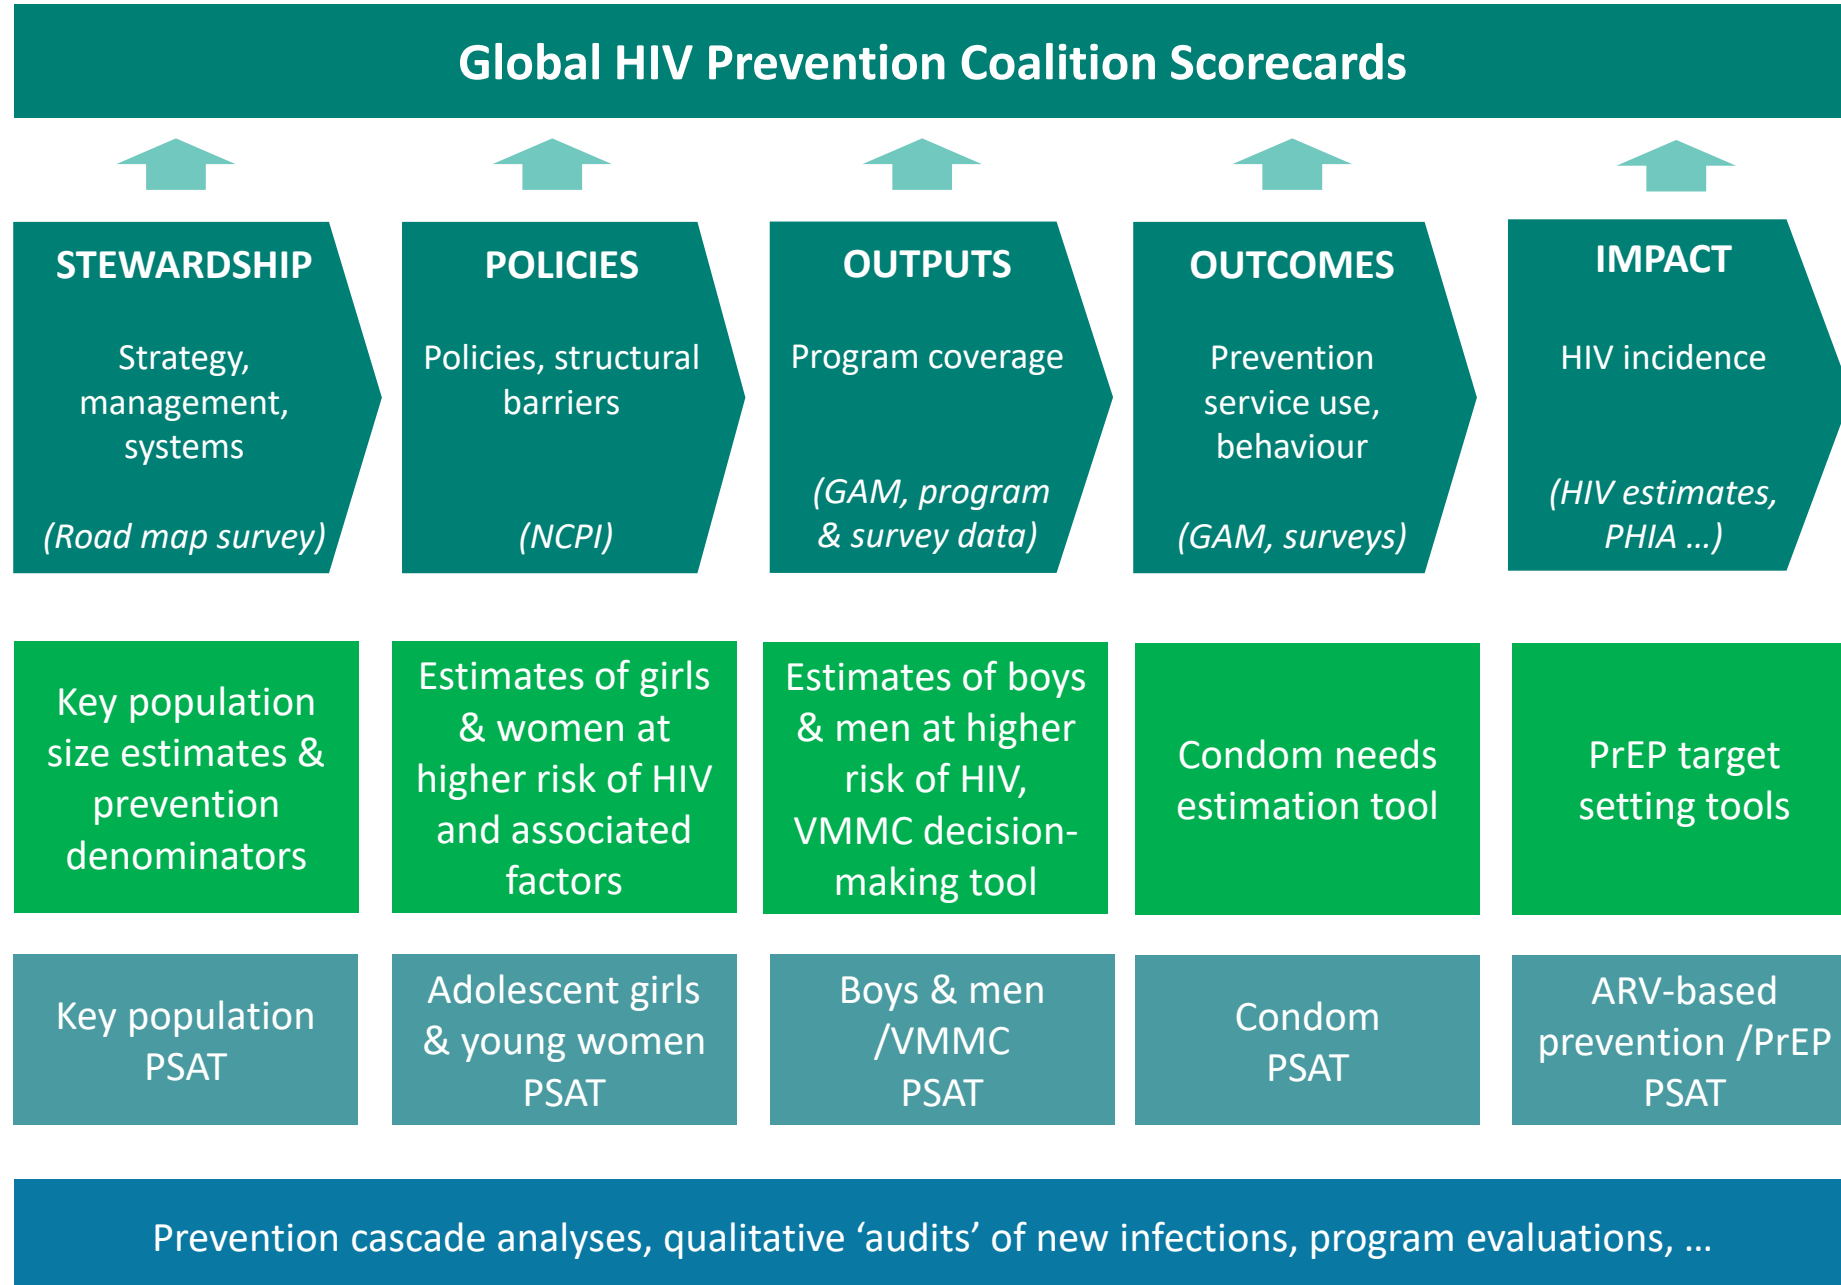 Global HIV Prevention Coalition Scorecards
STEWARDSHIP
Strategy,
management,
systems
(Road map survey)
POLICIES
Policies, structural
barriers
(NCPI)
OUTPUTS
Program coverage
(GAM, program
& survey data)
OUTCOMES
Prevention
service use,
behaviour
(GAM, surveys)
IMPACT
HIV incidence
(HIV estimates,
PHIA …)
Key population
size estimates &
prevention
denominators
Estimates of girls
& women at
higher risk of HIV
and associated
factors
Estimates of boys
& men at higher
risk of HIV,
VMMC decision-
making tool
Condom needs
estimation tool
PrEP target
setting tools
Key population
PSAT
Adolescent girls
& young women
PSAT
Boys & men
/VMMC
PSAT
Condom
PSAT
ARV-based
prevention /PrEP
PSAT
Prevention cascade analyses, qualitative ‘audits’ of new infections, program evaluations, …